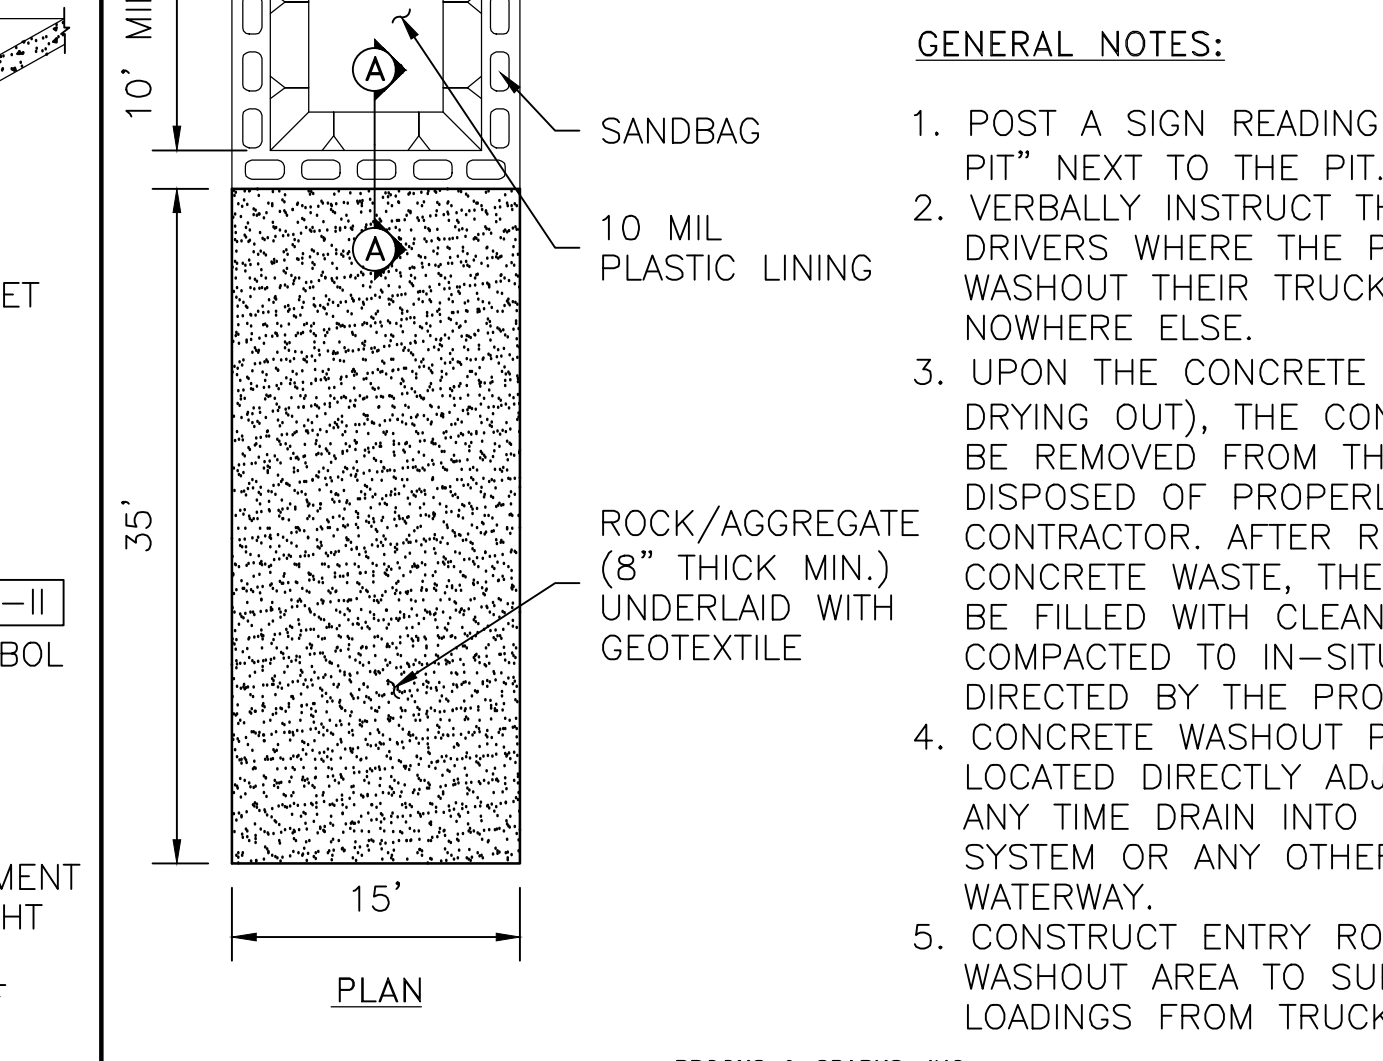 10' MIN
A
A
SANDBAG
10 MIL
PLASTIC LINING
35'
ROCK/AGGREGATE
(8" THICK MIN.)
UNDERLAID WITH
GEOTEXTILE
15'
PLAN
ET
-II
BOL
MENT
HT
GENERAL NOTES:
1. POST A SIGN READING
PIT" NEXT TO THE PIT.
2. VERBALLY INSTRUCT TH
DRIVERS WHERE THE P
WASHOUT THEIR TRUCK
NOWHERE ELSE.
3. UPON THE CONCRETE
DRYING OUT), THE CON
BE REMOVED FROM TH
DISPOSED OF PROPERL
CONTRACTOR. AFTER R
CONCRETE WASTE, THE
BE FILLED WITH CLEAN
COMPACTED TO IN-SITU
DIRECTED BY THE PRO
4. CONCRETE WASHOUT P
LOCATED DIRECTLY ADJ
ANY TIME DRAIN INTO
SYSTEM OR ANY OTHER
WATERWAY.
5. CONSTRUCT ENTRY RO
WASHOUT AREA TO SUP
LOADINGS FROM TRUCK